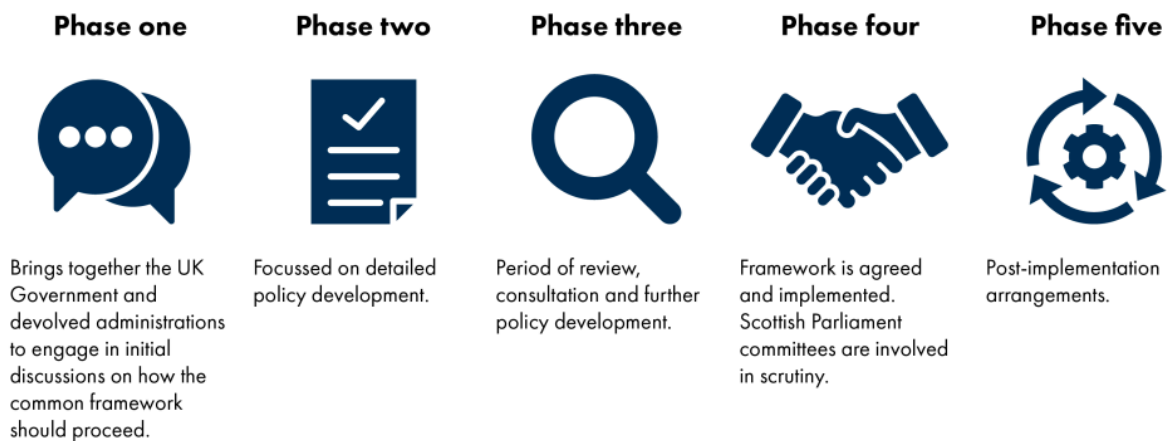 Phase one
Brings together the UK
Government and
devolved administrations
to engage in initial
discussions on how the
common framework
should proceed.
Phase two
Focussed on detailed
policy development.
Phase three
Period of review,
consultation and further
policy development.
Phase four
Framework is agreed
and implemented.
Scottish Parliament
committees are involved
in scrutiny.
Phase five
Post-implementation
arrangements.